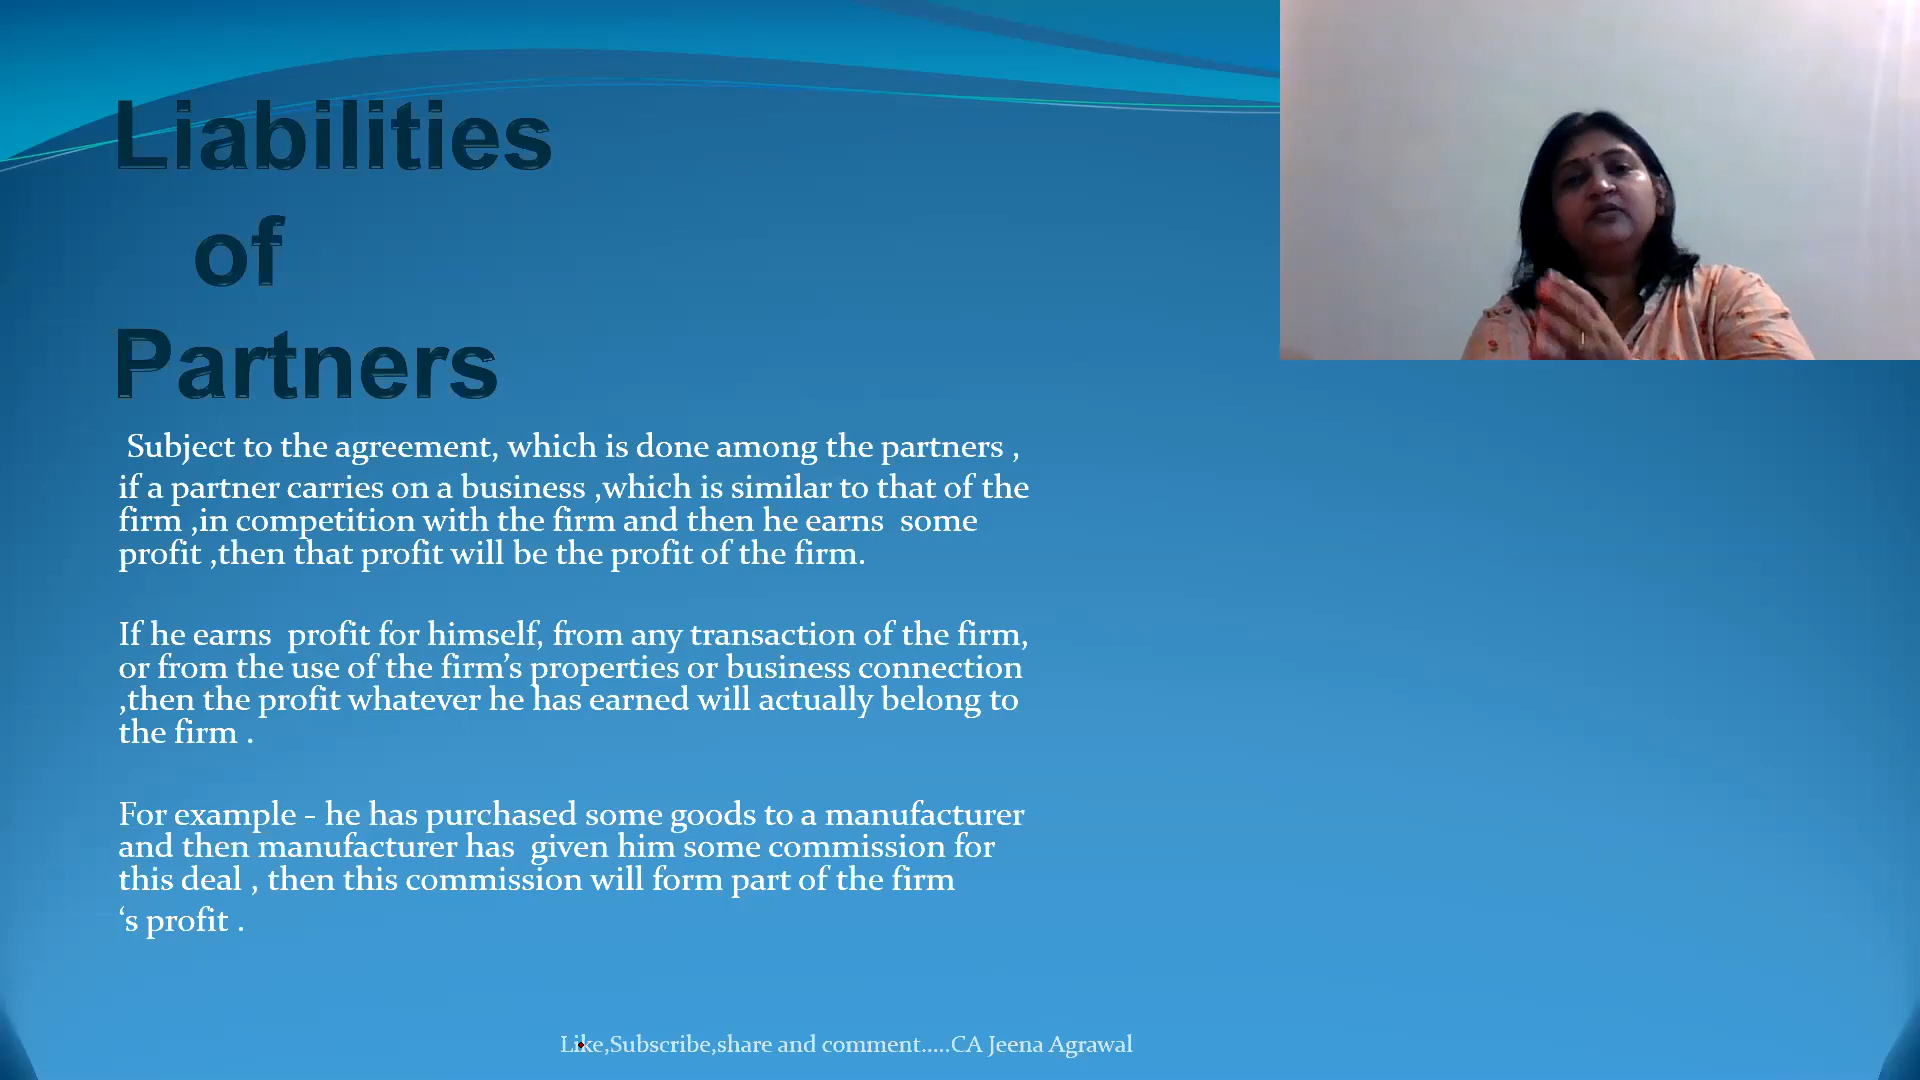 Liabilities
of
Partners
Subject to the agreement, which is done among the partners ,
if a partner carries on a business ,which is similar to that of the
firm ,in competition with the firm and then he earns some
profit ,then that profit will be the profit of the firm.
If he earns profit for himself, from any transaction of the firm,
or from the use of the firm’s properties or business connection
,then the profit whatever he has earned will actually belong to
the firm .
For example - he has purchased some goods to a manufacturer
and then manufacturer has given him some commission for
this deal , then this commission will form part of the firm
‘s profit .
Like,Subscribe,share and comment.....CA Jeena Agrawal